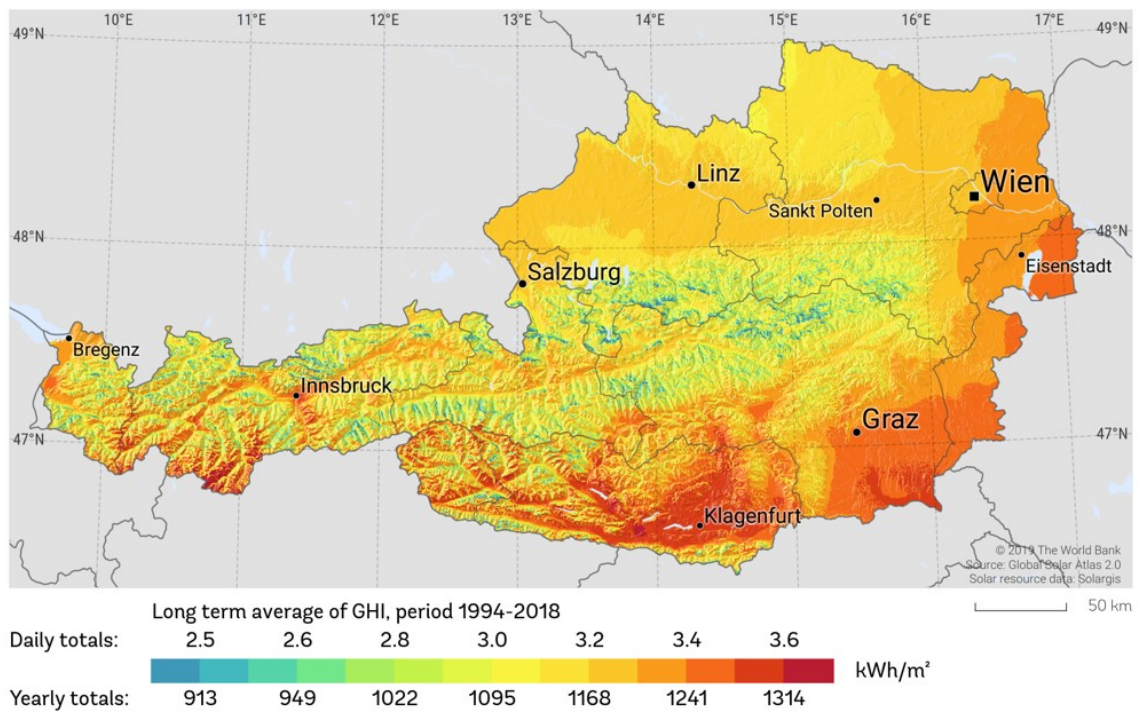 10°E 11°E 12°E 13°E 14°E 15°E 16°E 17°E
49°N 49°N
Linz
Wien
Sankt Polten
48°N 48°N
Eisenstadt
Salzburg
Bregenz
Innsbruck
Graz
47°N 47°N
Klagenfurt
© 2019 The World Bank
Source: Global Solar Atlas 2.0
Solar resource data: Solargis
50 km
Long term average of GHI, period 1994-2018
Daily totals: 2.5 2.6 2.8 3.0 3.2 3.4 3.6
kWh/m²
Yearly totals: 913 949 1022 1095 1168 1241 1314